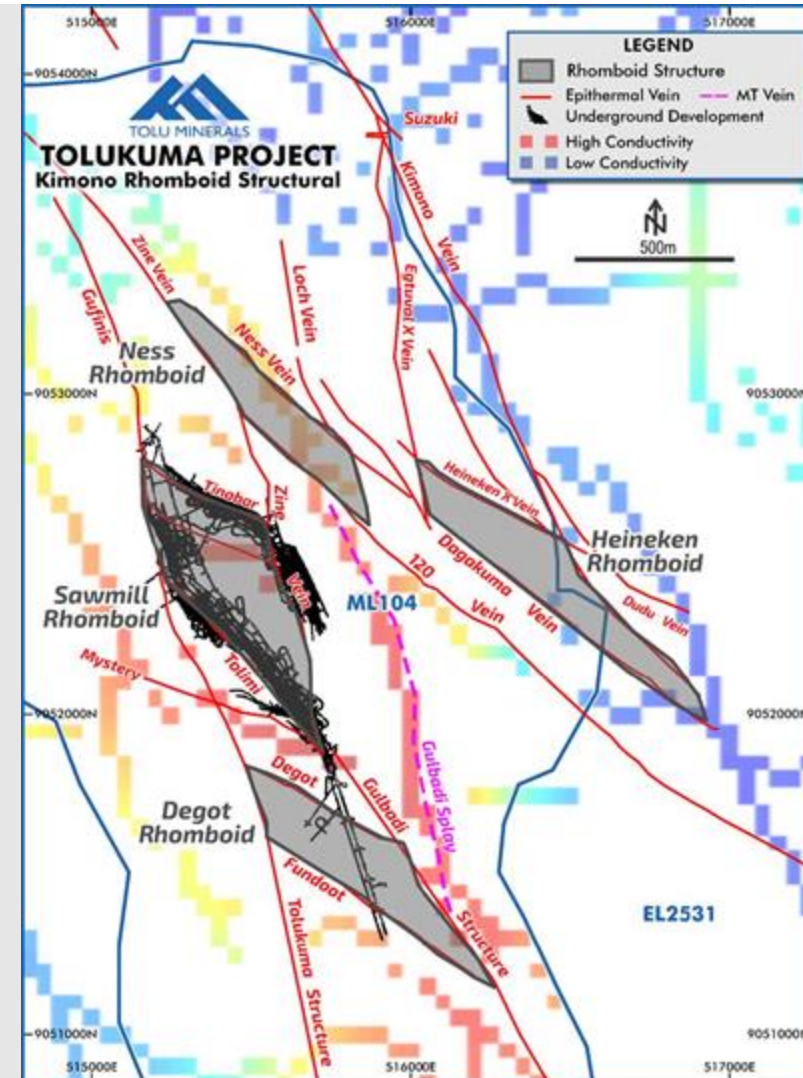 515000E
516000E
517000E
9054000N
TOLU MINERALS
TOLUKUMA PROJECT
Kimono Rhomboid Structural
LEGEND
Rhomboid Structure
Epithermal Vein
MT Vein
Underground Development
High Conductivity
Low Conductivity
N
500m
Suzuki
Kimono
Vein
Zine Vein
Gufinis
Loch Vein
Egtuval X Vein
Ness Vein
Ness
Rhomboid
9053000N
9053000N
Heineken X Vein
Tinabar
Zine
Vein
Heineken
Rhomboid
Dagakuma
Vein
120
Vein
Dudu Vein
Sawmill
Rhomboid
ML104
Mystery
Tolimi
9052000N
9052000N
Degot
Gulbadi
Structure
Gulbadi Splay
Degot
Rhomboid
Fundoot
Tolukuma
Structure
EL2531
9051000N
9051000N
515000E
516000E
517000E